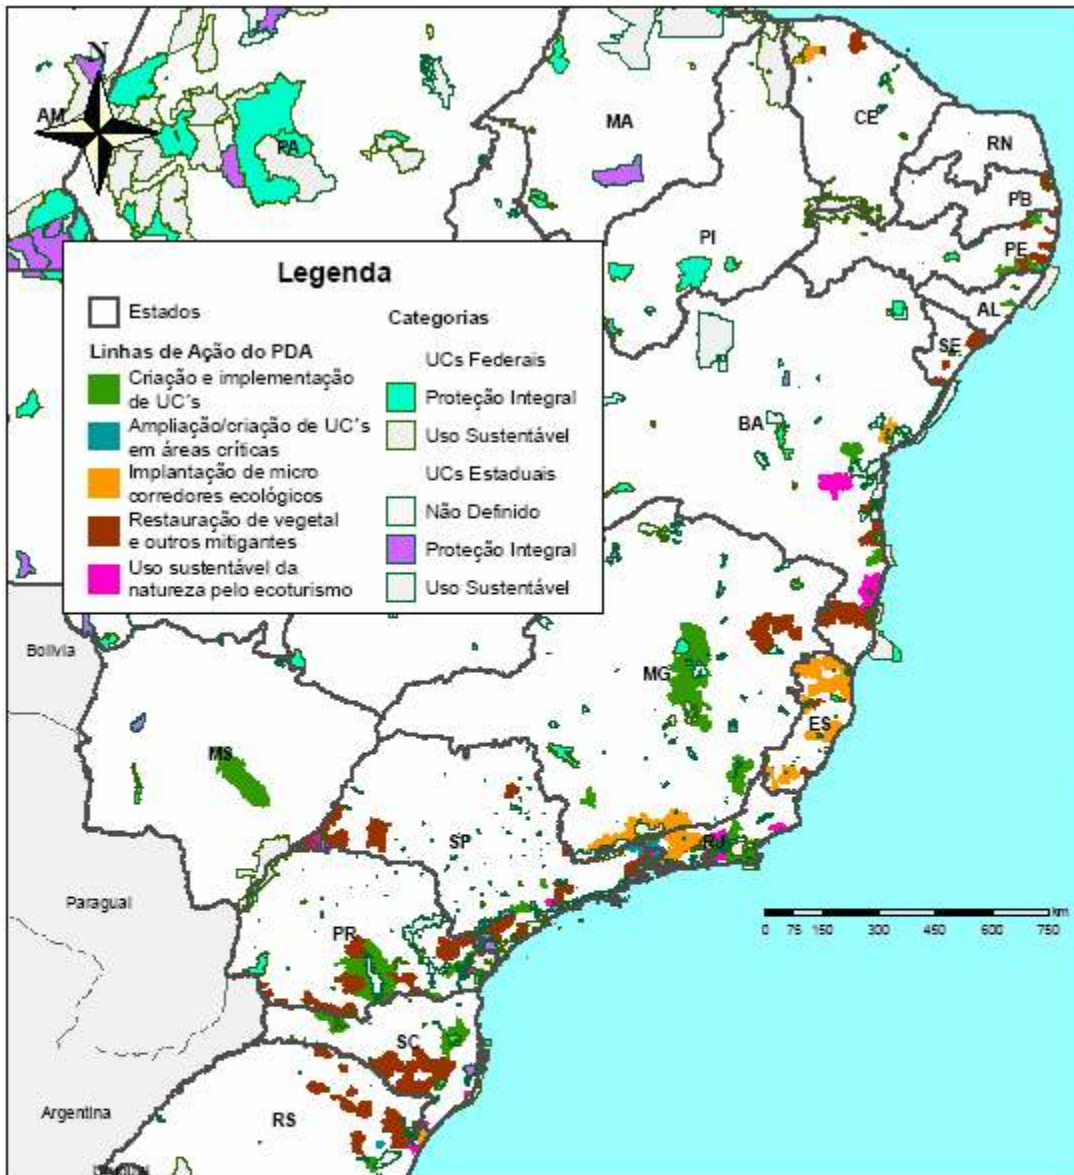 N
AM
PA
MA
CE
RN
PB
PE
PI
AL
SE
BA
Legenda
Estados
Linhas de Ação do PDA
Criação e implementação
de UC´s
Ampliação/criação de UC´s
em áreas críticas
Implantação de micro
corredores ecológicos
Restauração de vegetal
e outros mitigantes
Uso sustentável da
natureza pelo ecoturismo
Categorias
UCs Federais
Proteção Integral
Uso Sustentável
UCs Estaduais
Não Definido
Proteção Integral
Uso Sustentável
Bolívia
MG
ES
MS
SP
RJ
Paraguai
km
0 75 150 300 450 600 750
PR
SC
Argentina
RS